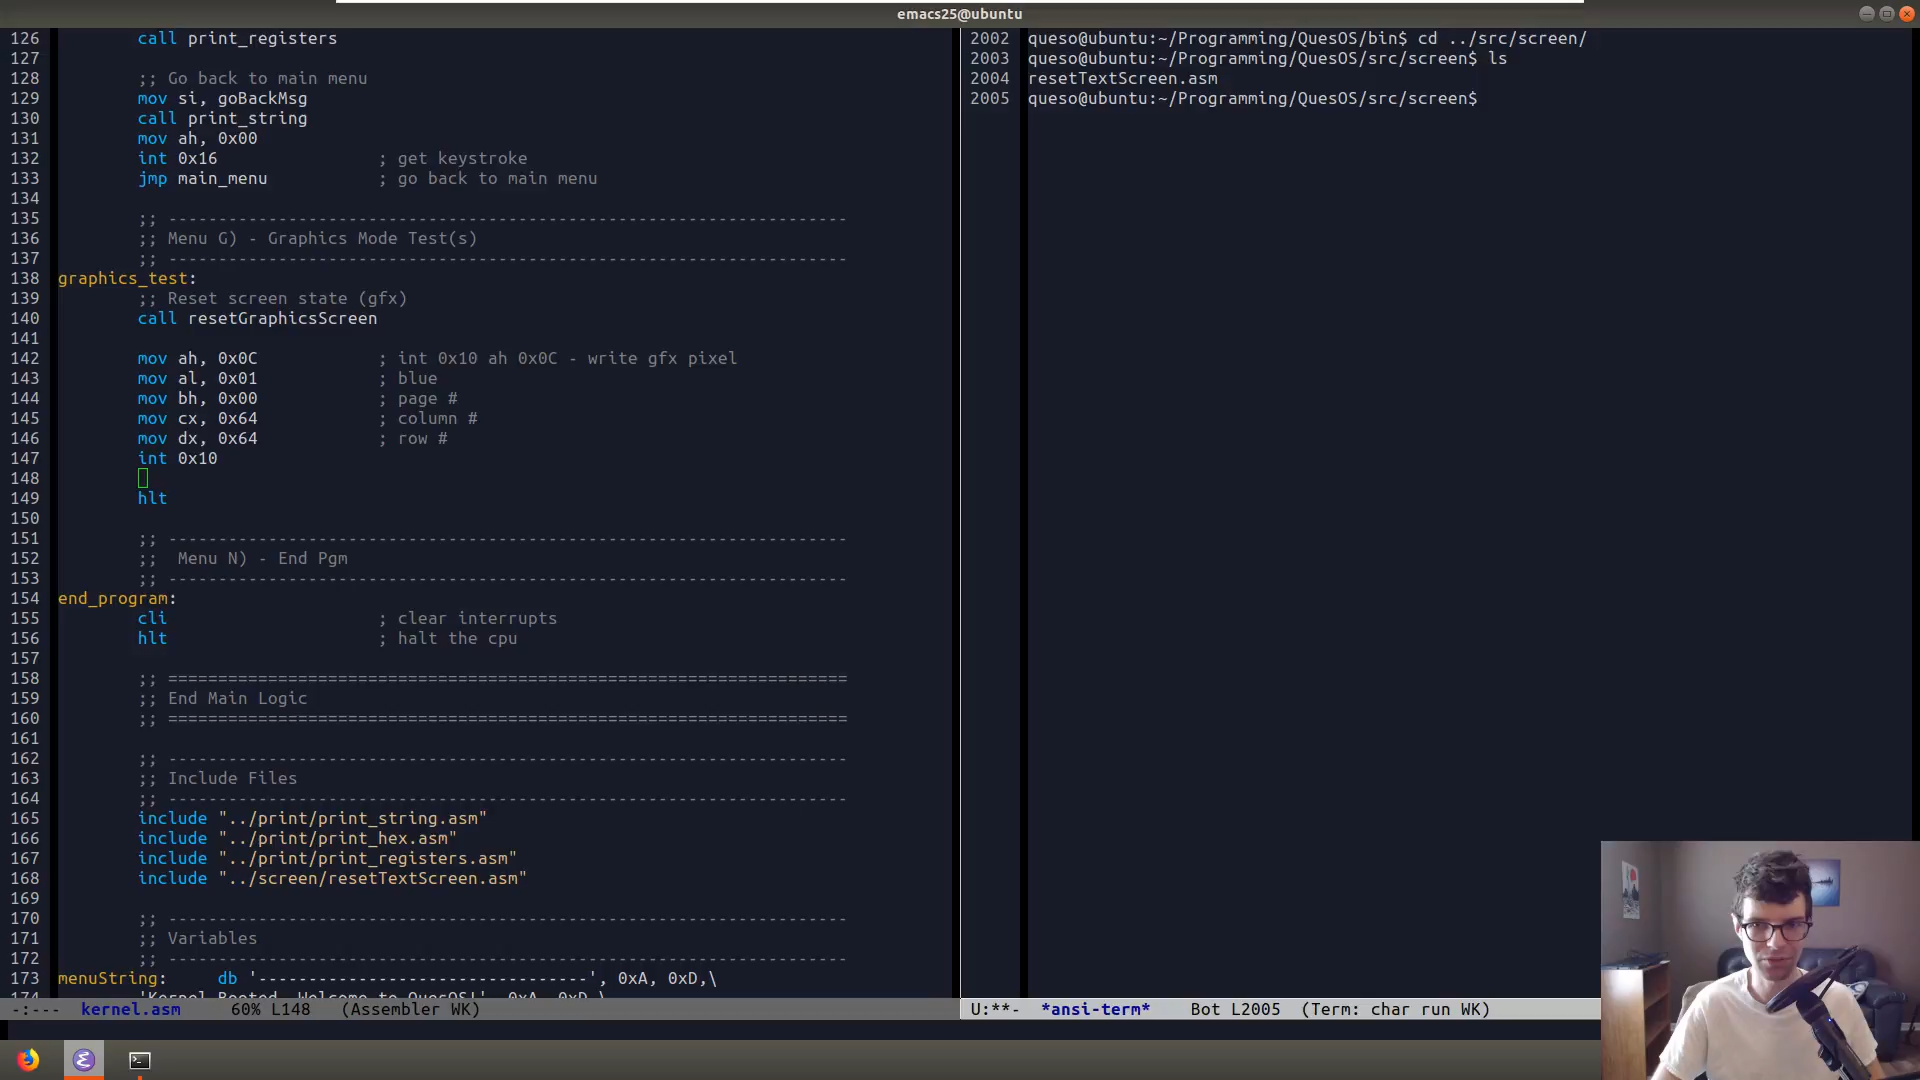 emacs25@ubuntu
126 call print_registers
127
128 ;; Go back to main menu
129 mov si, goBackMsg
130 call print_string
131 mov ah, 0x00
132 int 0x16 ; get keystroke
133 jmp main_menu ; go back to main menu
134
135 ;; --------------------------------------------------------------------
136 ;; Menu G) - Graphics Mode Test(s)
137 ;; --------------------------------------------------------------------
138 graphics_test:
139 ;; Reset screen state (gfx)
140 call resetGraphicsScreen
141
142 mov ah, 0x0C ; int 0x10 ah 0x0C - write gfx pixel
143 mov al, 0x01 ; blue
144 mov bh, 0x00 ; page #
145 mov cx, 0x64 ; column #
146 mov dx, 0x64 ; row #
147 int 0x10
148
149 hlt
150
151 ;; --------------------------------------------------------------------
152 ;; Menu N) - End Pgm
153 ;; --------------------------------------------------------------------
154 end_program:
155 cli ; clear interrupts
156 hlt ; halt the cpu
157
158 ;; ====================================================================
159 ;; End Main Logic
160 ;; ====================================================================
161
162 ;; --------------------------------------------------------------------
163 ;; Include Files
164 ;; --------------------------------------------------------------------
165 include "../print/print_string.asm"
166 include "../print/print_hex.asm"
167 include "../print/print_registers.asm"
168 include "../screen/resetTextScreen.asm"
169
170 ;; --------------------------------------------------------------------
171 ;; Variables
172 ;; --------------------------------------------------------------------
173 menuString: db '---------------------------------', 0xA, 0xD,\
174 'Kernel Booted, Welcome to QuesOS!', 0xA, 0xD,\
-:--- kernel.asm 60% L148 (Assembler WK)
2002 queso@ubuntu:~/Programming/QuesOS/bin$ cd ../src/screen/
2003 queso@ubuntu:~/Programming/QuesOS/src/screen$ ls
2004 resetTextScreen.asm
2005 queso@ubuntu:~/Programming/QuesOS/src/screen$
U:**- *ansi-term* Bot L2005 (Term: char run WK)